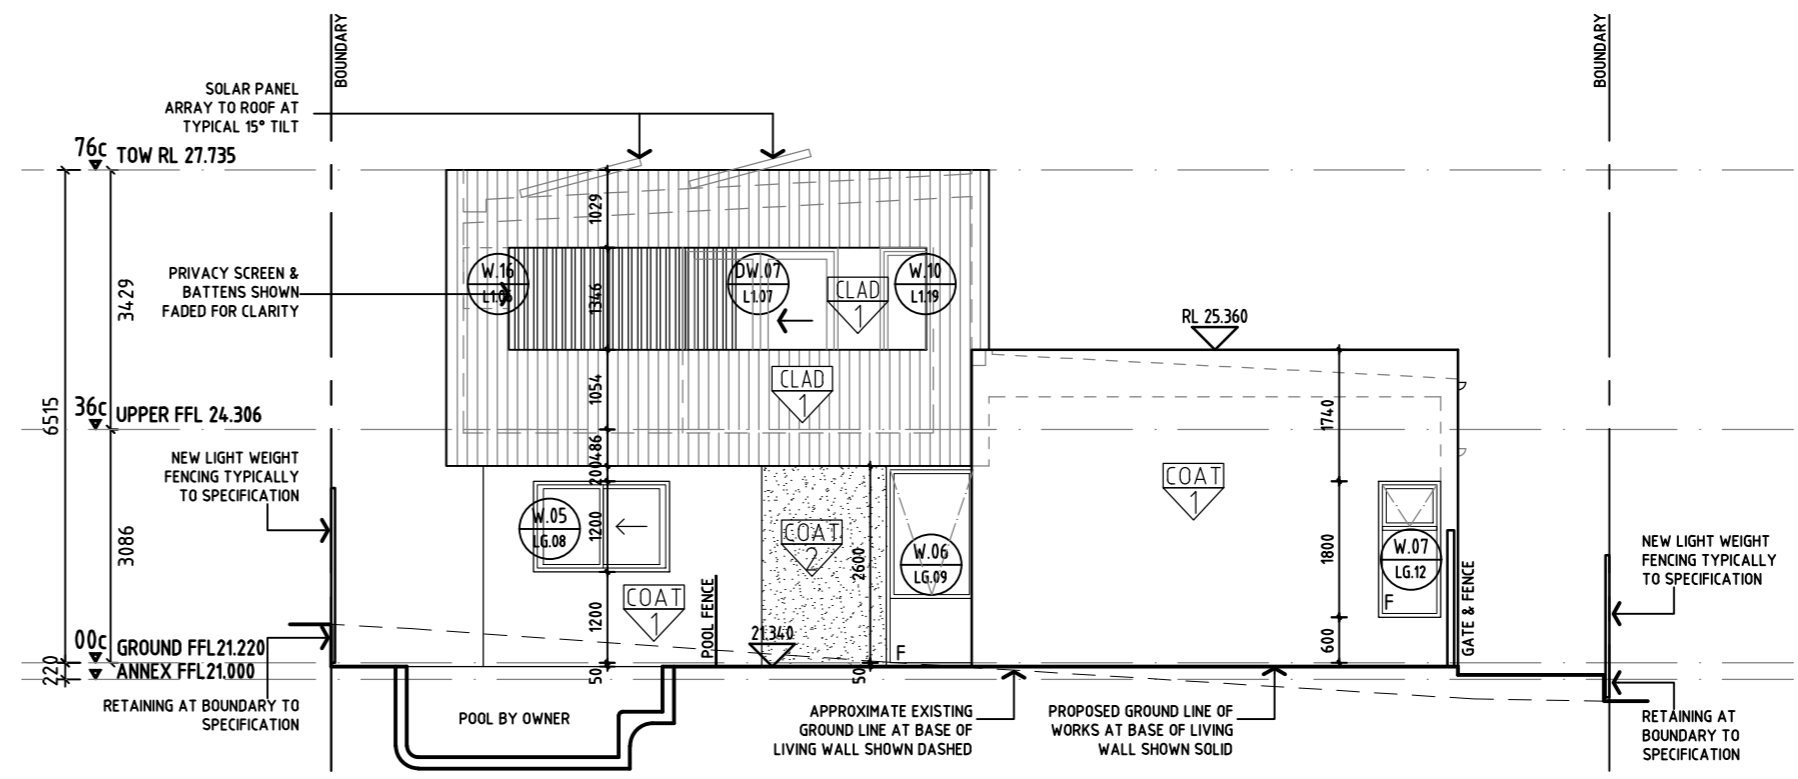 BOUNDARY
BOUNDARY
SOLAR PANEL
ARRAY TO ROOF AT
TYPICAL 15° TILT
76c TOW RL 27.735
PRIVACY SCREEN &
BATTENS SHOWN
FADED FOR CLARITY
3429
6515
1029
W.16
DW.07
L1.07
W.10
L1.19
1346
CLAD
1
RL 25.360
CLAD
1
1054
36c UPPER FFL 24.306
486
200
1740
NEW LIGHT WEIGHT
FENCING TYPICALLY
TO SPECIFICATION
COAT
1
W.05
LG.08
1200
COAT
2
2600
W.06
LG.09
1800
W.07
LG.12
F
3086
NEW LIGHT WEIGHT
FENCING TYPICALLY
TO SPECIFICATION
1200
COAT
1
POOL FENCE
21.340
F
600
GATE & FENCE
00c GROUND FFL21.220
220
ANNEX FFL21.000
50
50
RETAINING AT BOUNDARY TO
SPECIFICATION
POOL BY OWNER
APPROXIMATE EXISTING
GROUND LINE AT BASE OF
LIVING WALL SHOWN DASHED
PROPOSED GROUND LINE OF
WORKS AT BASE OF LIVING
WALL SHOWN SOLID
RETAINING AT
BOUNDARY TO
SPECIFICATION